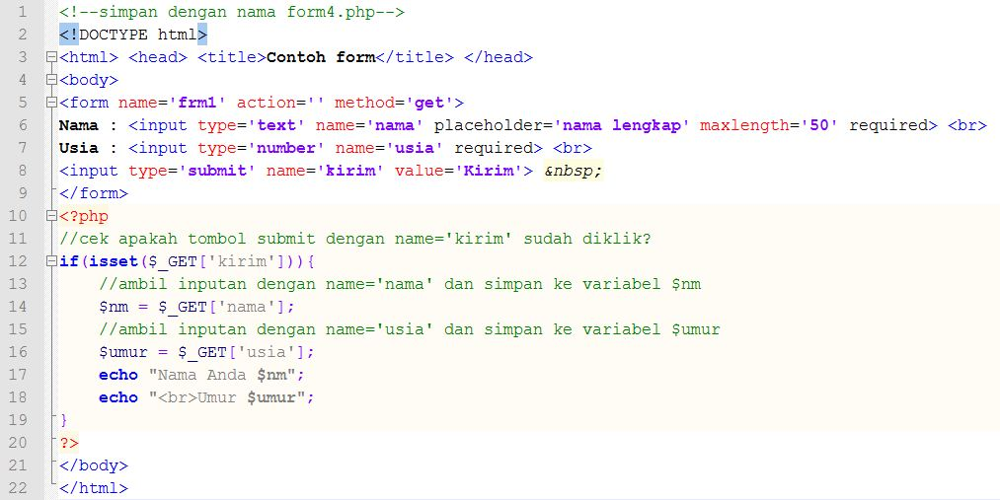 1 <!--simpan dengan nama form4.php-->
2 <!DOCTYPE html>
3 <html> <head> <title>Contoh form</title> </head>
4 <body>
5 <form name='frm1' action='' method='get'>
6 Nama : <input type='text' name='nama' placeholder='nama lengkap' maxlength='50' required> <br>
7 Usia : <input type='number' name='usia' required> <br>
8 <input type='submit' name='kirim' value='Kirim'> &nbsp;
9 </form>
10 <?php
11 //cek apakah tombol submit dengan name='kirim' sudah diklik?
12 if(isset($_GET['kirim'])){
13     //ambil inputan dengan name='nama' dan simpan ke variabel $nm
14     $nm = $_GET['nama'];
15     //ambil inputan dengan name='usia' dan simpan ke variabel $umur
16     $umur = $_GET['usia'];
17     echo "Nama Anda $nm";
18     echo "<br>Umur $umur";
19 }
20 ?>
21 </body>
22 </html>